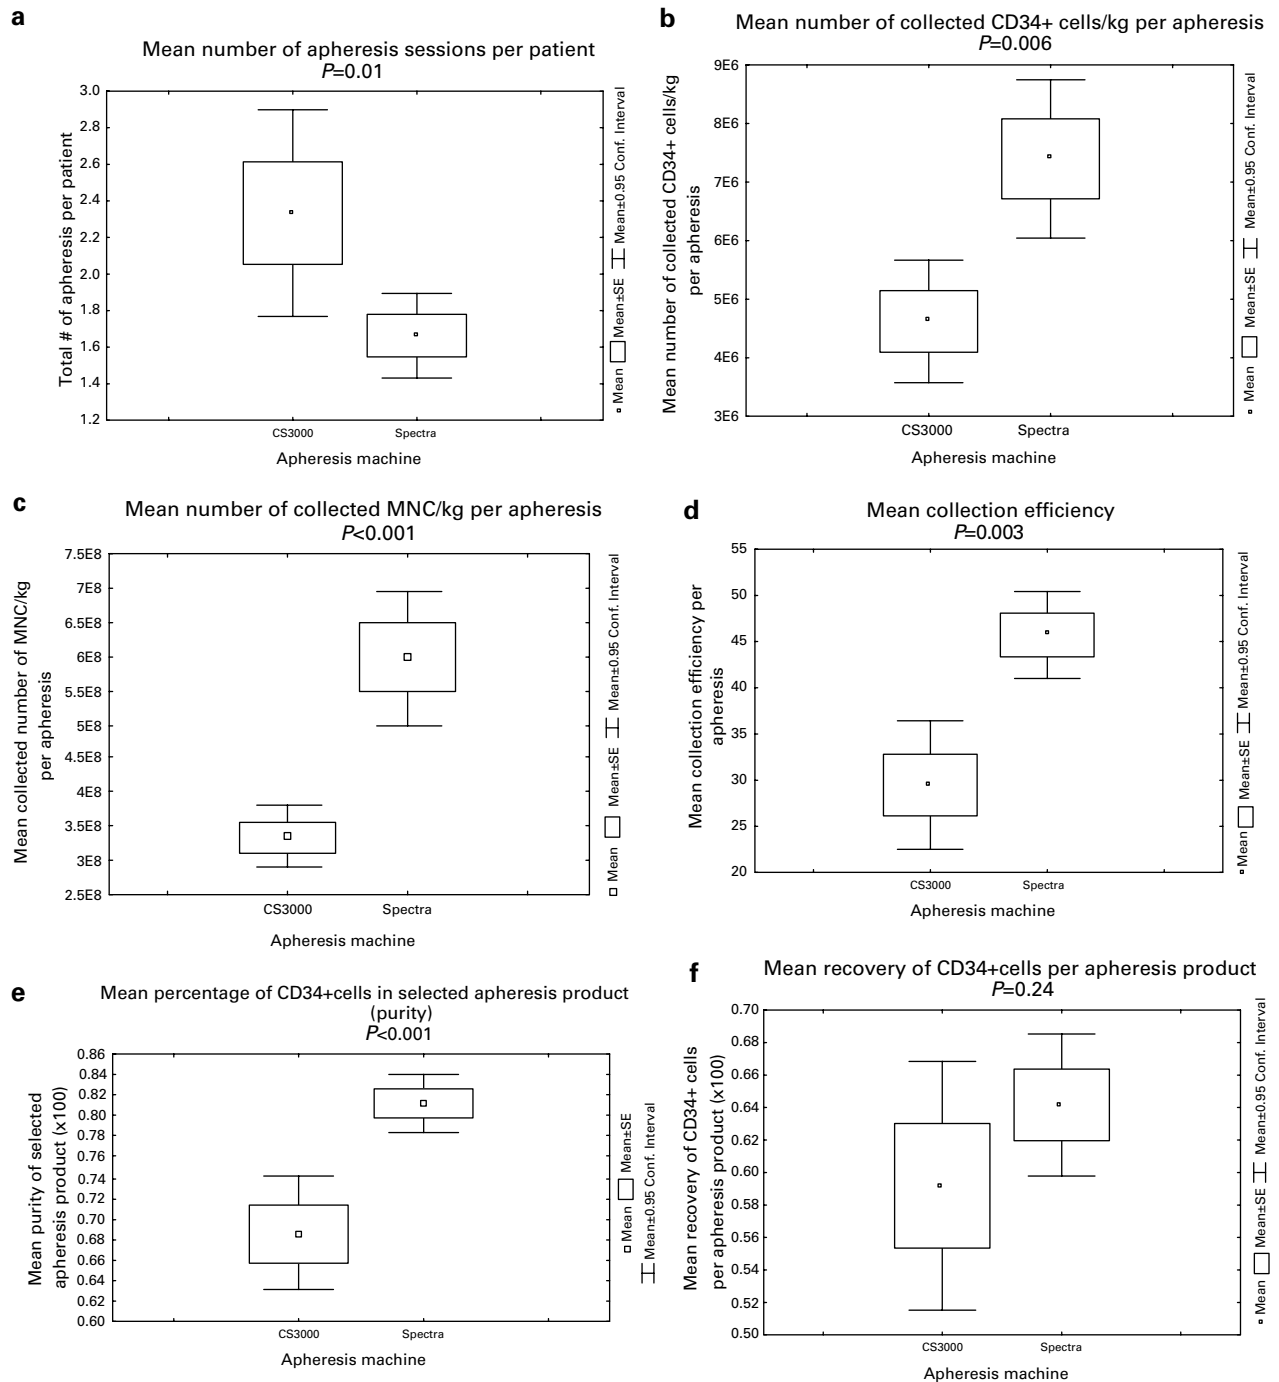 a
Mean number of apheresis sessions per patient
P=0.01
Total # of apheresis per patient
3.0
2.8
2.6
2.4
2.2
2.0
1.8
1.6
1.4
1.2
CS3000 Spectra
Apheresis machine
Mean Mean±SE Mean±0.95 Conf. Interval
b
Mean number of collected CD34+ cells/kg per apheresis
P=0.006
Mean number of collected CD34+ cells/kg
per apheresis
9E6
8E6
7E6
6E6
5E6
4E6
3E6
CS3000 Spectra
Apheresis machine
Mean Mean±SE Mean±0.95 Conf. Interval
c
Mean number of collected MNC/kg per apheresis
P<0.001
Mean collected number of MNC/kg
per apheresis
7.5E8
7E8
6.5E8
6E8
5.5E8
5E8
4.5E8
4E8
3.5E8
3E8
2.5E8
CS3000 Spectra
Apheresis machine
Mean Mean±SE Mean±0.95 Conf. Interval
d
Mean collection efficiency
P=0.003
Mean collection efficiency per
apheresis
55
50
45
40
35
30
25
20
CS3000 Spectra
Apheresis machine
Mean Mean±SE Mean±0.95 Conf. Interval
e
Mean percentage of CD34+cells in selected apheresis product
(purity)
P<0.001
Mean purity of selected
apheresis product (x100)
0.86
0.84
0.82
0.80
0.78
0.76
0.74
0.72
0.70
0.68
0.66
0.64
0.62
0.60
CS3000 Spectra
Apheresis machine
Mean Mean±SE
Mean±0.95 Conf. Interval
f
Mean recovery of CD34+cells per apheresis product
P=0.24
Mean recovery of CD34+ cells
per apheresis product (x100)
0.70
0.68
0.66
0.64
0.62
0.60
0.58
0.56
0.54
0.52
0.50
CS3000 Spectra
Apheresis machine
Mean Mean±SE Mean±0.95 Conf. Interval